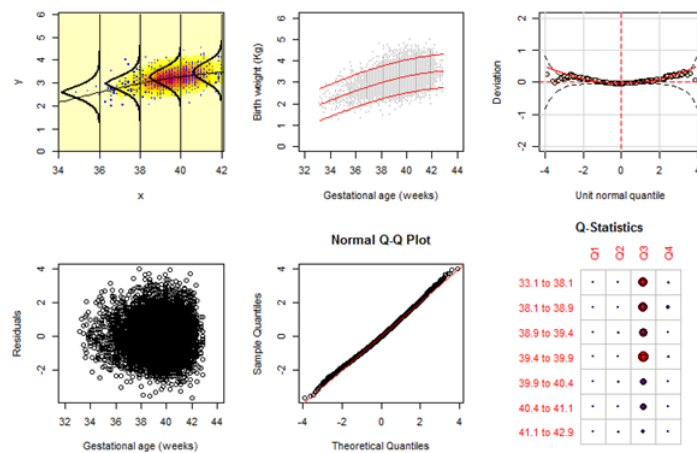 y
6
5
4
3
2
1
0
34
36
38
40
42
x
Birth weight (Kg)
6
5
4
3
2
1
0
32
34
36
38
40
42
44
Gestational age (weeks)
Deviation
2
1
0
-1
-2
-4
-2
0
2
4
Unit normal quantile
Residuals
4
2
0
-2
32
34
36
38
40
42
44
Gestational age (weeks)
Normal Q-Q Plot
Sample Quantiles
4
2
0
-2
-4
-2
0
2
4
Theoretical Quantiles
Q-Statistics
Q1
Q2
Q3
Q4
33.1 to 38.1
38.1 to 38.9
38.9 to 39.4
39.4 to 39.9
39.9 to 40.4
40.4 to 41.1
41.1 to 42.9